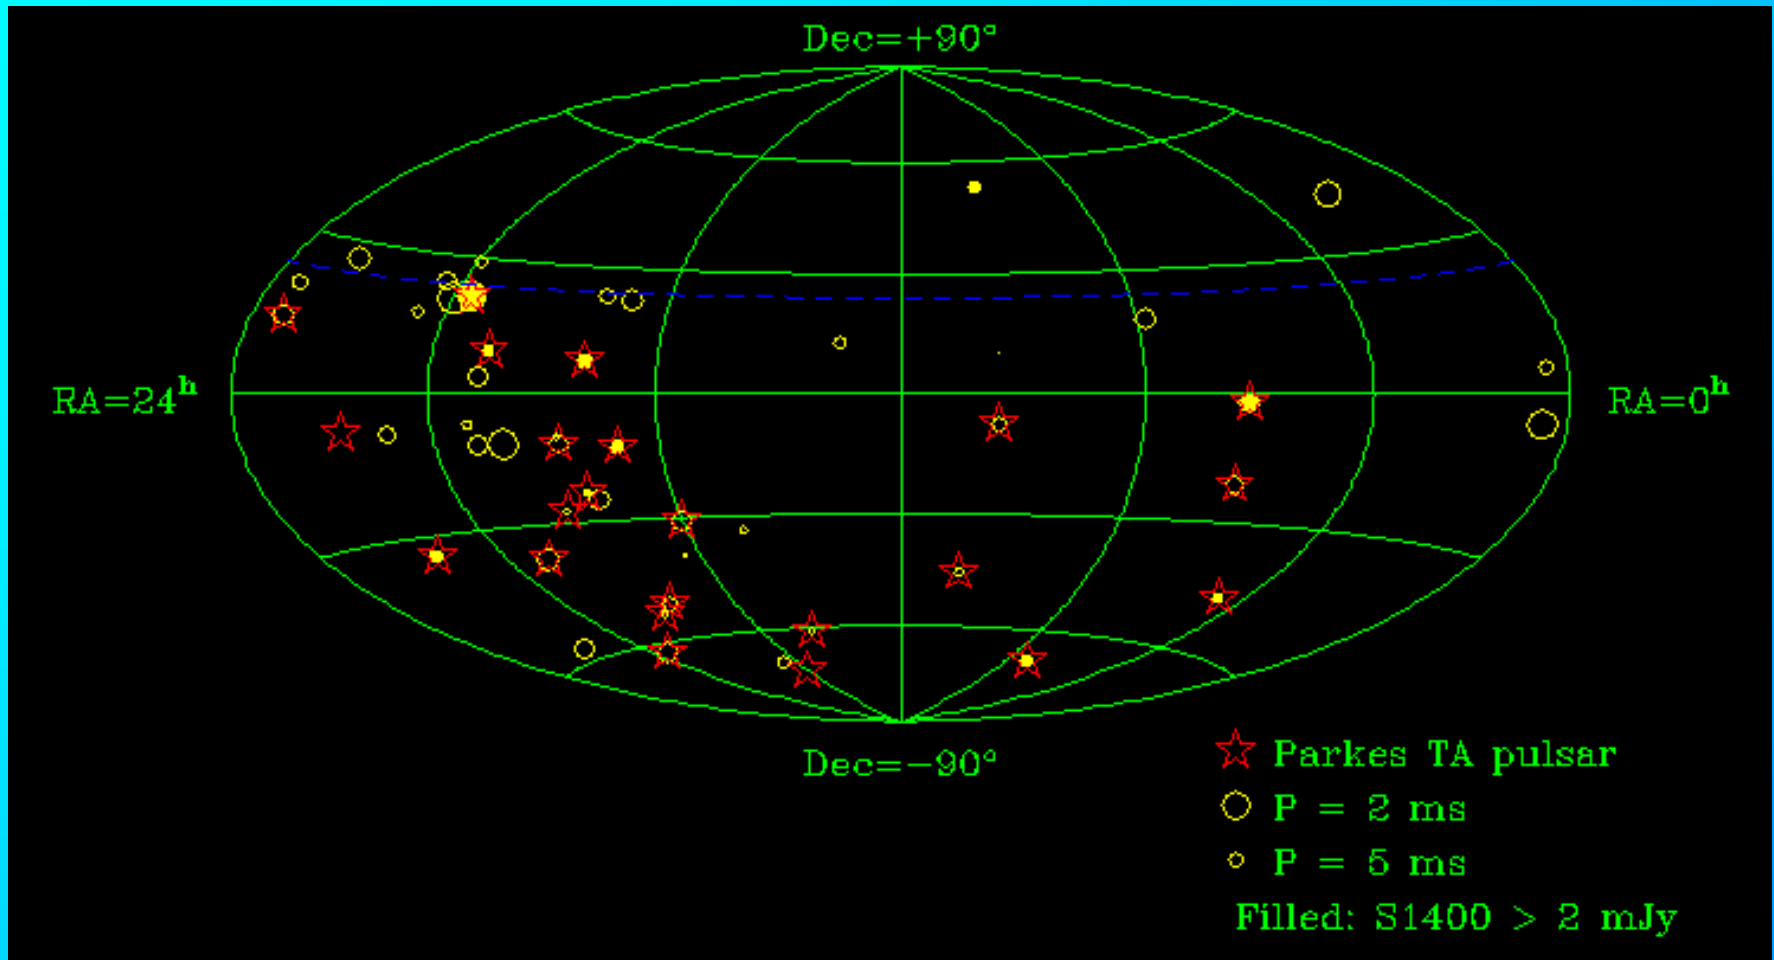 Dec=+90°
RA=24ʰ
RA=0ʰ
Dec=−90°
Parkes TA pulsar
P = 2 ms
P = 5 ms
Filled: S1400 > 2 mJy